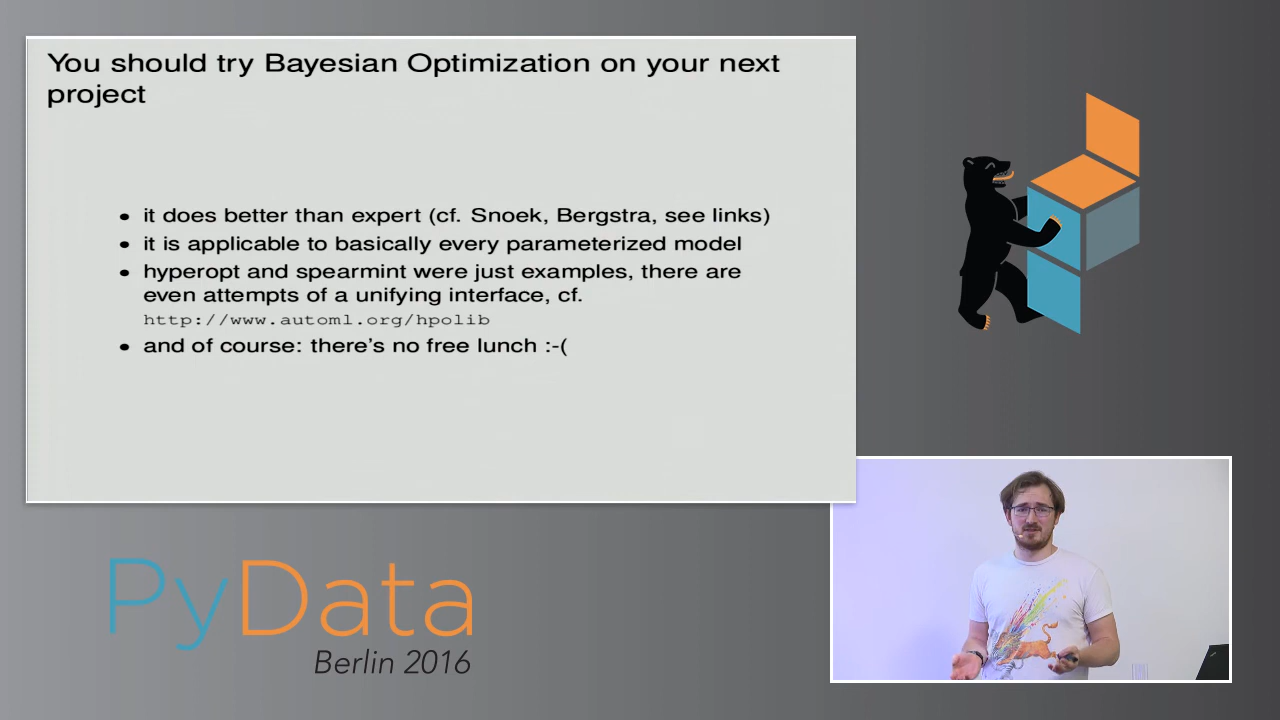 You should try Bayesian Optimization on your next
project
• it does better than expert (cf. Snoek, Bergstra, see links)
• it is applicable to basically every parameterized model
• hyperopt and spearmint were just examples, there are
even attempts of a unifying interface, cf.
http://www.automl.org/hpolib
• and of course: there's no free lunch :-(
PyData
Berlin 2016